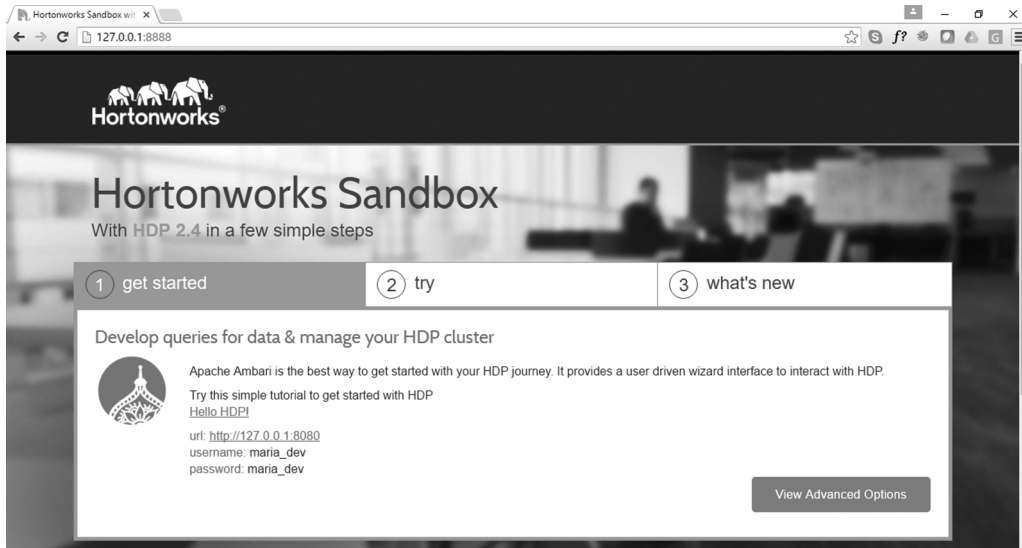 Hortonworks Sandbox wit
127.0.0.1:8888
f?
G
Hortonworks®
Hortonworks Sandbox
With HDP 2.4 in a few simple steps
1 get started
2 try
3 what's new
Develop queries for data & manage your HDP cluster
Apache Ambari is the best way to get started with your HDP journey. It provides a user driven wizard interface to interact with HDP.
Try this simple tutorial to get started with HDP
Hello HDP!
url: http://127.0.0.1:8080
username: maria_dev
password: maria_dev
View Advanced Options